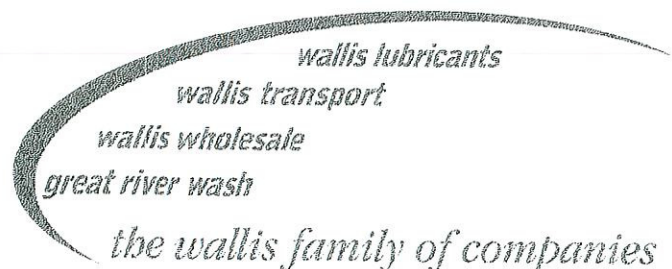 wallis lubricants
wallis transport
wallis wholesale
great river wash
the wallis family of companies